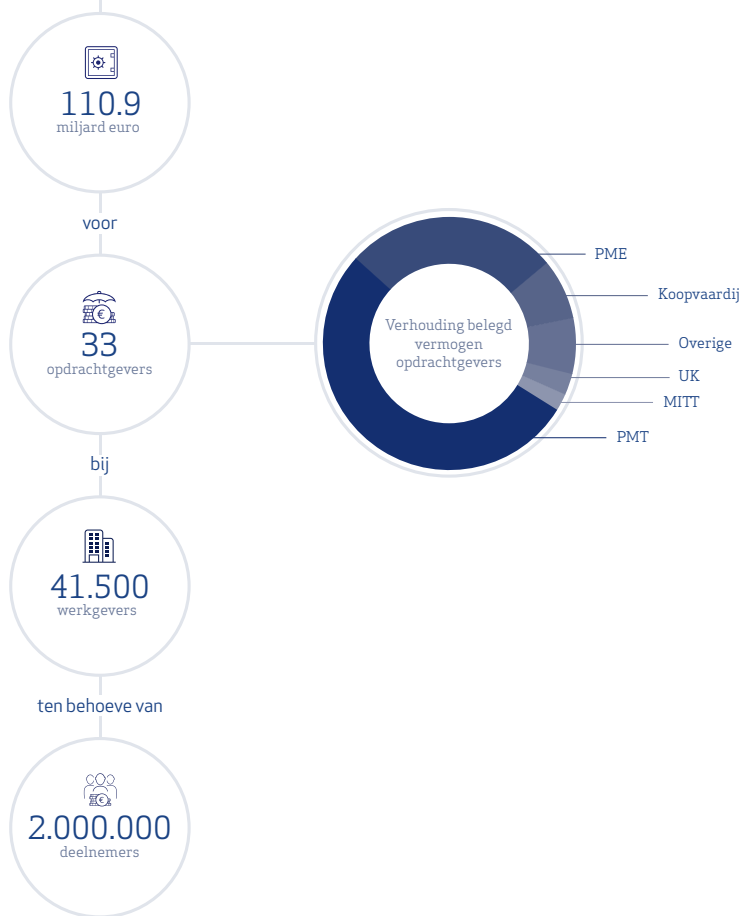 110.9
miljard euro
voor
33
opdrachtgevers
Verhouding belegd
vermogen
opdrachtgevers
PME
Koopvaardij
Overige
UK
MITT
PMT
bij
41.500
werkgevers
ten behoeve van
2.000.000
deelnemers